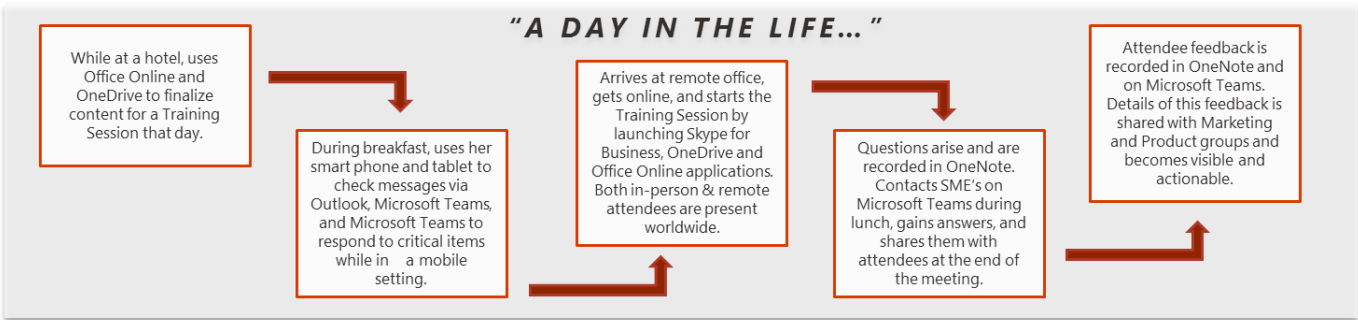 “A DAY IN THE LIFE…”
While at a hotel, uses
Office Online and
OneDrive to finalize
content for a Training
Session that day.
During breakfast, uses her
smart phone and tablet to
check messages via
Outlook, Microsoft Teams,
and Microsoft Teams to
respond to critical items
while in a mobile
setting.
Arrives at remote office,
gets online, and starts the
Training Session by
launching Skype for
Business, OneDrive and
Office Online applications.
Both in-person & remote
attendees are present
worldwide.
Questions arise and are
recorded in OneNote.
Contacts SME’s on
Microsoft Teams during
lunch, gains answers, and
shares them with
attendees at the end of
the meeting.
Attendee feedback is
recorded in OneNote and
on Microsoft Teams.
Details of this feedback is
shared with Marketing
and Product groups and
becomes visible and
actionable.